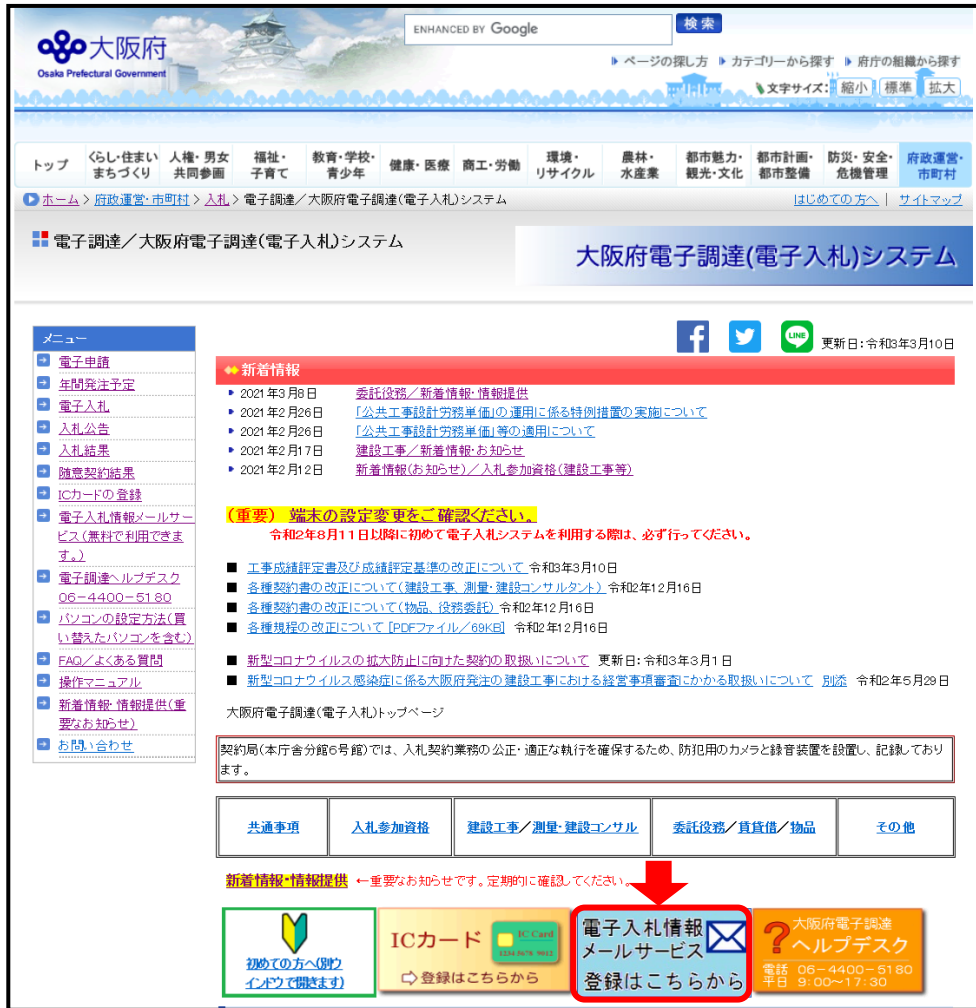 大阪府
Osaka Prefectural Government
ENHANCED BY Google
検索
ページの探し方 カテゴリーから探す 府庁の組織から探す
文字サイズ: 縮小 標準 拡大
トップ くらし・住まい まちづくり 人権・男女 共同参画 福祉・子育て 教育・学校・青少年 健康・医療 商工・労働 環境・リサイクル 農林・水産業 都市魅力・観光・文化 都市計画・都市整備 防災・安全・危機管理 府政運営・市町村
ホーム > 府政運営・市町村 > 入札 > 電子調達/大阪府電子調達(電子入札)システム
はじめての方へ | サイトマップ
電子調達/大阪府電子調達(電子入札)システム
大阪府電子調達(電子入札)システム
LINE
更新日:令和3年3月10日
メニュー
電子申請
年間発注予定
電子入札
入札公告
入札結果
随意契約結果
ICカードの登録
電子入札情報メールサー
ビス(無料で利用できま
す。)
電子調達ヘルプデスク
06-4400-5180
パソコンの設定方法(買
い替えたパソコンを含む)
FAQ/よくある質問
操作マニュアル
新着情報・情報提供(重
要なお知らせ)
お問い合わせ
新着情報
2021年3月8日 委託役務/新着情報・情報提供
2021年2月26日 「公共工事設計労務単価」の運用に係る特例措置の実施について
2021年2月26日 「公共工事設計労務単価」等の適用について
2021年2月17日 建設工事/新着情報・お知らせ
2021年2月12日 新着情報(お知らせ)/入札参加資格(建設工事等)
(重要) 端末の設定変更をご確認ください。
令和2年8月11日以降に初めて電子入札システムを利用する際は、必ず行ってください。
■ 工事成績評定書及び成績評定基準の改正について 令和3年3月10日
■ 各種契約書の改正について(建設工事、測量・建設コンサルタント) 令和2年12月16日
■ 各種契約書の改正について(物品、役務委託) 令和2年12月16日
■ 各種規程の改正について [PDFファイル/69KB] 令和2年12月16日
■ 新型コロナウイルスの拡大防止に向けた契約の取扱いについて 更新日:令和3年3月1日
■ 新型コロナウイルス感染症に係る大阪府発注の建設工事における経営事項審査にかかる取扱いについて 別添 令和2年5月29日
大阪府電子調達(電子入札)トップページ
契約局(本庁舎分館6号館)では、入札契約業務の公正・適正な執行を確保するため、防犯用のカメラと録音装置を設置し、記録しており
ます。
共通事項 入札参加資格 建設工事/測量・建設コンサル 委託役務/賃貸借/物品 その他
新着情報・情報提供 ←重要なお知らせです。定期的に確認してください。
初めての方へ(別ウ
インドウで開きます)
ICカード
IC Card
1234 5678 9012
⇨登録はこちらから
電子入札情報
メールサービス
登録はこちらから
?大阪府電子調達
ヘルプデスク
電話 06-4400-5180
平日 9:00~17:30